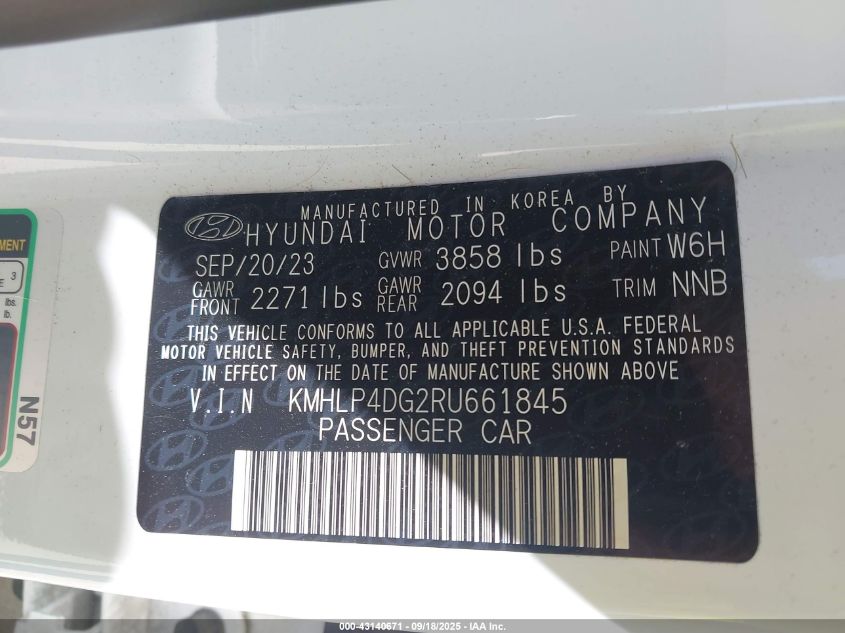 MANUFACTURED IN KOREA BY
HYUNDAI MOTOR COMPANY
SEP/20/23 GVWR 3858 lbs PAINT W6H
GAWR FRONT 2271 lbs GAWR REAR 2094 lbs TRIM NNB
THIS VEHICLE CONFORMS TO ALL APPLICABLE U.S.A. FEDERAL
MOTOR VEHICLE SAFETY, BUMPER, AND THEFT PREVENTION STANDARDS
IN EFFECT ON THE DATE OF MANUFACTURE SHOWN ABOVE
V.I.N KMHLP4DG2RU661845
PASSENGER CAR
3
lbs.
lb.
N57
000-43140671 - 09/18/2025 - IAA Inc.